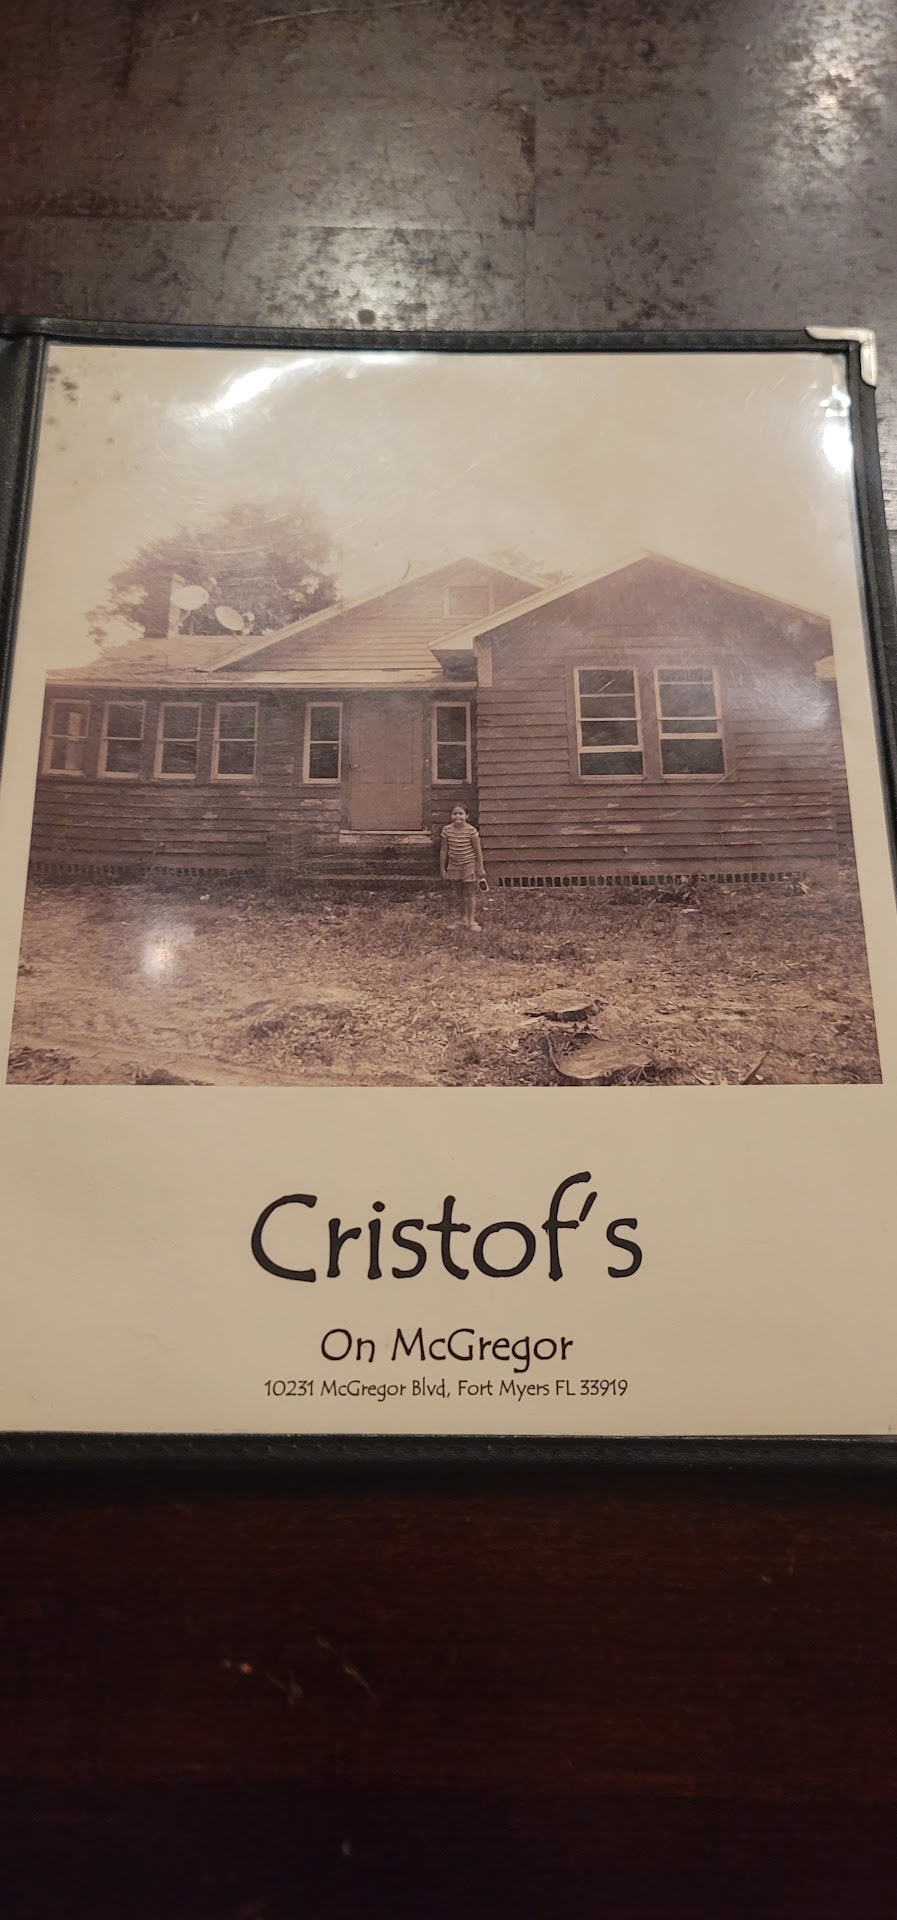 Cristof's
On McGregor
10231 McGregor Blvd, Fort Myers FL 33919